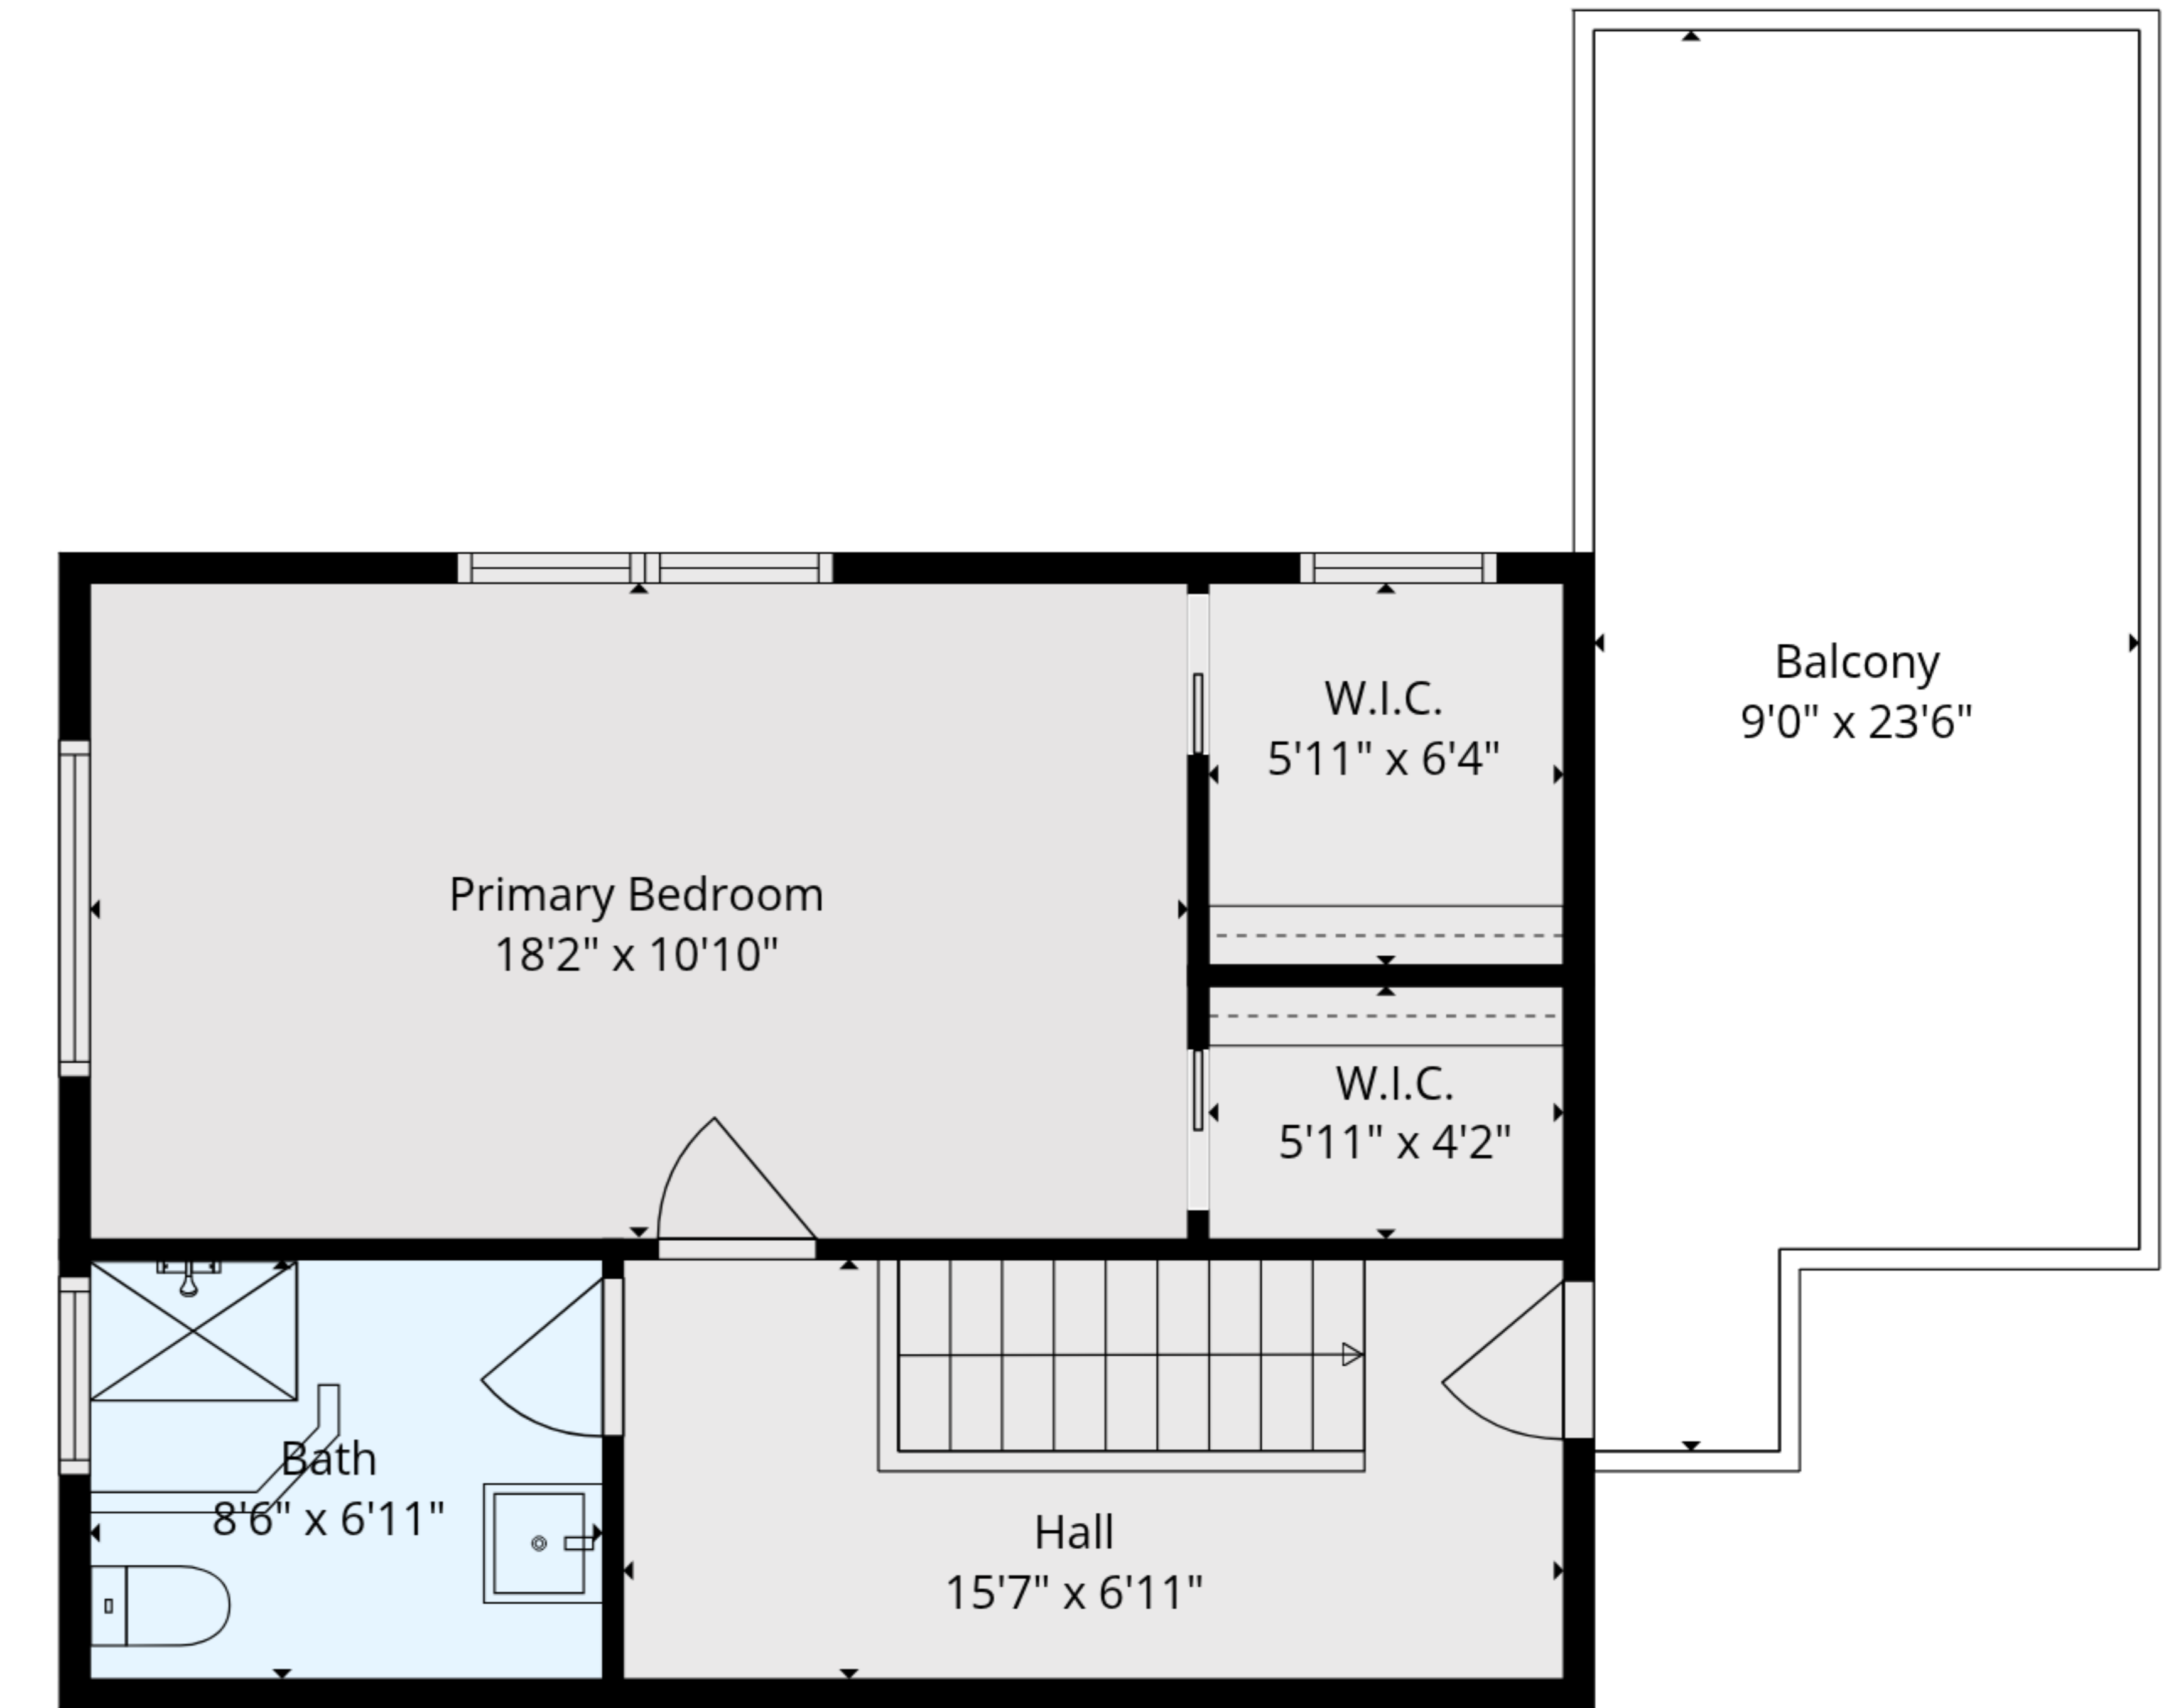 Balcony
9'0" x 23'6"
W.I.C.
5'11" x 6'4"
Primary Bedroom
18'2" x 10'10"
W.I.C.
5'11" x 4'2"
Bath
8'6" x 6'11"
Hall
15'7" x 6'11"